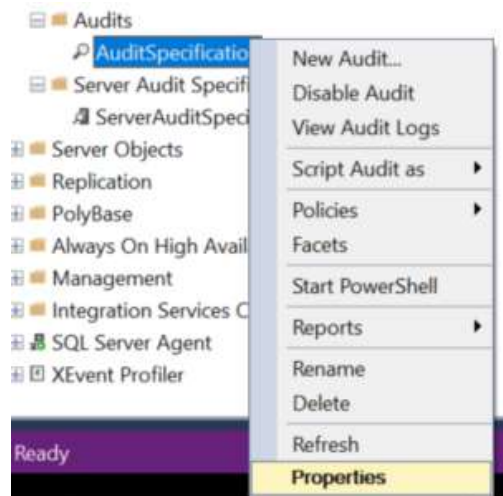 Audits
AuditSpecificatio
Server Audit Specifi
ServerAuditSpeci
Server Objects
Replication
PolyBase
Always On High Avail
Management
Integration Services C
SQL Server Agent
XEvent Profiler
Ready
New Audit...
Disable Audit
View Audit Logs
Script Audit as
Policies
Facets
Start PowerShell
Reports
Rename
Delete
Refresh
Properties